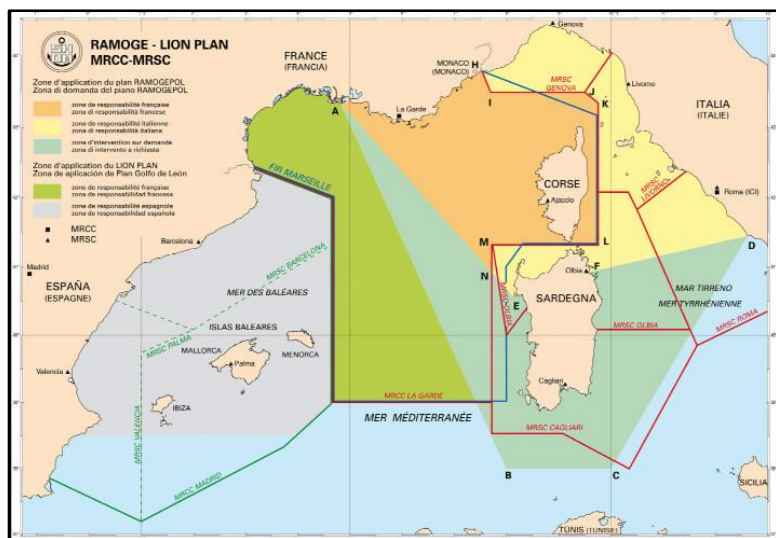 RAMOGE - LION PLAN
MRCC-MRSC
Zone d'application du plan RAMOGEPOL
Zona di domanda del piano RAMOGEPOL
zone de responsabilité française
zona di responsabilità francese
zone de responsabilité italienne
zona di responsabilità italiana
zone d'intervention sur demande
zona di intervento a richiesta
Zone d'application du LION PLAN
Zona de aplicación de Plan Golfo de León
zone de responsabilité française
zona de responsabilidad francesa
zone de responsabilité espagnole
zona de responsabilidad española
MRCC
MRSC
FRANCE
(FRANCIA)
MONACO
(MONACO)
H
Genova
MRSC
GENOVA
I
J
K
Livorno
ITALIA
(ITALIE)
La Garde
A
FIR MARSEILLE
CORSE
Ajaccio
MRSC
LIVORNO
Roma (ICI)
Barcelona
Madrid
ESPAÑA
(ESPAGNE)
MRSC BARCELONA
MER DES BALÉARES
M
L
N
D
Olbia
F
E
MRSC OLBIA
SARDEGNA
MAR TIRRENO
MER TYRRHÉNIENNE
MRSC OLBIA
MRSC ROMA
ISLAS BALEARES
MRSC PALMA
MALLORCA
MENORCA
Palma
Valencia
IBIZA
MRSC VALENCIA
MRCC LA GARDE
MER MÉDITERRANÉE
Cagliari
MRSC CAGLIARI
MRCC MADRID
B
C
SICILIA
TÚNIS (TUNISIE)